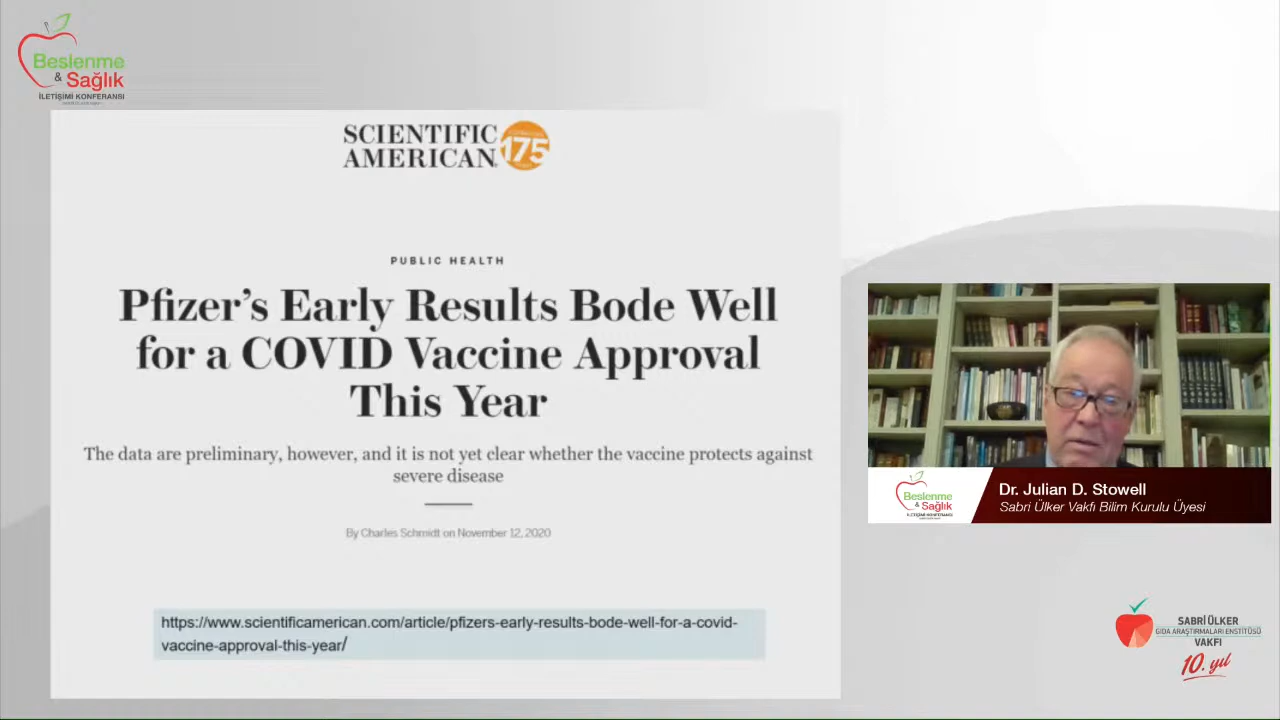 Beslenme
& Sağlık
İLETİŞİMİ KONFERANSI
SCIENTIFIC
AMERICAN
175
PUBLIC HEALTH
Pfizer's Early Results Bode Well
for a COVID Vaccine Approval
This Year
The data are preliminary, however, and it is not yet clear whether the vaccine protects against
severe disease
By Charles Schmidt on November 12, 2020
https://www.scientificamerican.com/article/pfizers-early-results-bode-well-for-a-covid-
vaccine-approval-this-year/
Beslenme
& Sağlık
İLETİŞİMİ KONFERANSI
Dr. Julian D. Stowell
Sabri Ülker Vakfı Bilim Kurulu Üyesi
SABRİ ÜLKER
GIDA ARAŞTIRMALARI ENSTİTÜSÜ
VAKFI
10. yıl